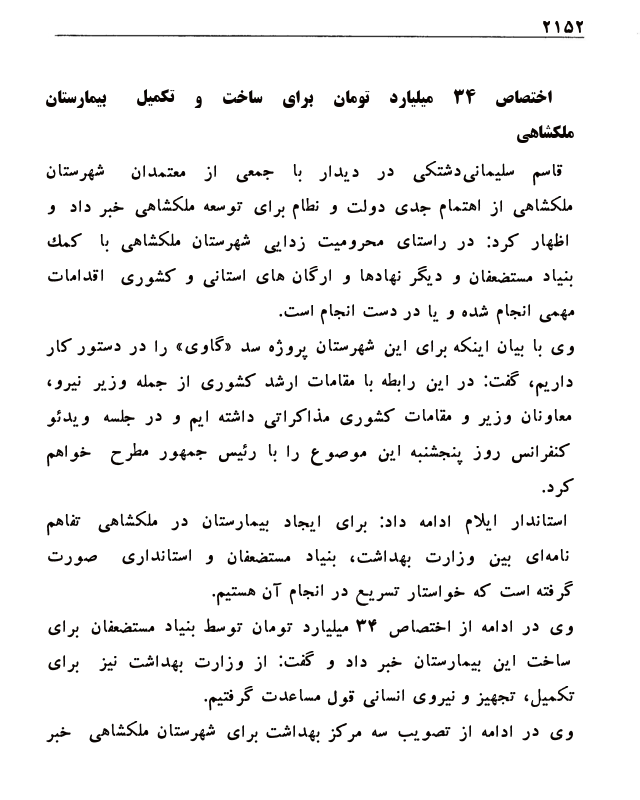 ۲۱۵۲
اختصاص ۳۴ میلیارد تومان برای ساخت و تکمیل بیمارستان
ملکشاهی
قاسم سلیمانی‌دشتکی در دیدار با جمعی از معتمدان شهرستان
ملکشاهی از اهتمام جدی دولت و نطام برای توسعه ملکشاهی خبر داد و
اظهار کرد: در راستای محرومیت زدایی شهرستان ملکشاهی با کمك
بنیاد مستضعفان و دیگر نهادها و ارگان های استانی و کشوری اقدامات
مهمی انجام شده و یا در دست انجام است.
وی با بیان اینکه برای این شهرستان پروژه سد «گاوی» را در دستور کار
داریم، گفت: در این رابطه با مقامات ارشد کشوری از جمله وزیر نیرو،
معاونان وزیر و مقامات کشوری مذاکراتی داشته ایم و در جلسه ویدئو
کنفرانس روز پنجشنبه این موضوع را با رئیس جمهور مطرح خواهم
کرد.
استاندار ایلام ادامه داد: برای ایجاد بیمارستان در ملکشاهی تفاهم
نامه‌ای بین وزارت بهداشت، بنیاد مستضعفان و استانداری صورت
گرفته است که خواستار تسریع در انجام آن هستیم.
وی در ادامه از اختصاص ۳۴ میلیارد تومان توسط بنیاد مستضعفان برای
ساخت این بیمارستان خبر داد و گفت: از وزارت بهداشت نیز برای
تکمیل، تجهیز و نیروی انسانی قول مساعدت گرفتیم.
وی در ادامه از تصویب سه مرکز بهداشت برای شهرستان ملکشاهی خبر